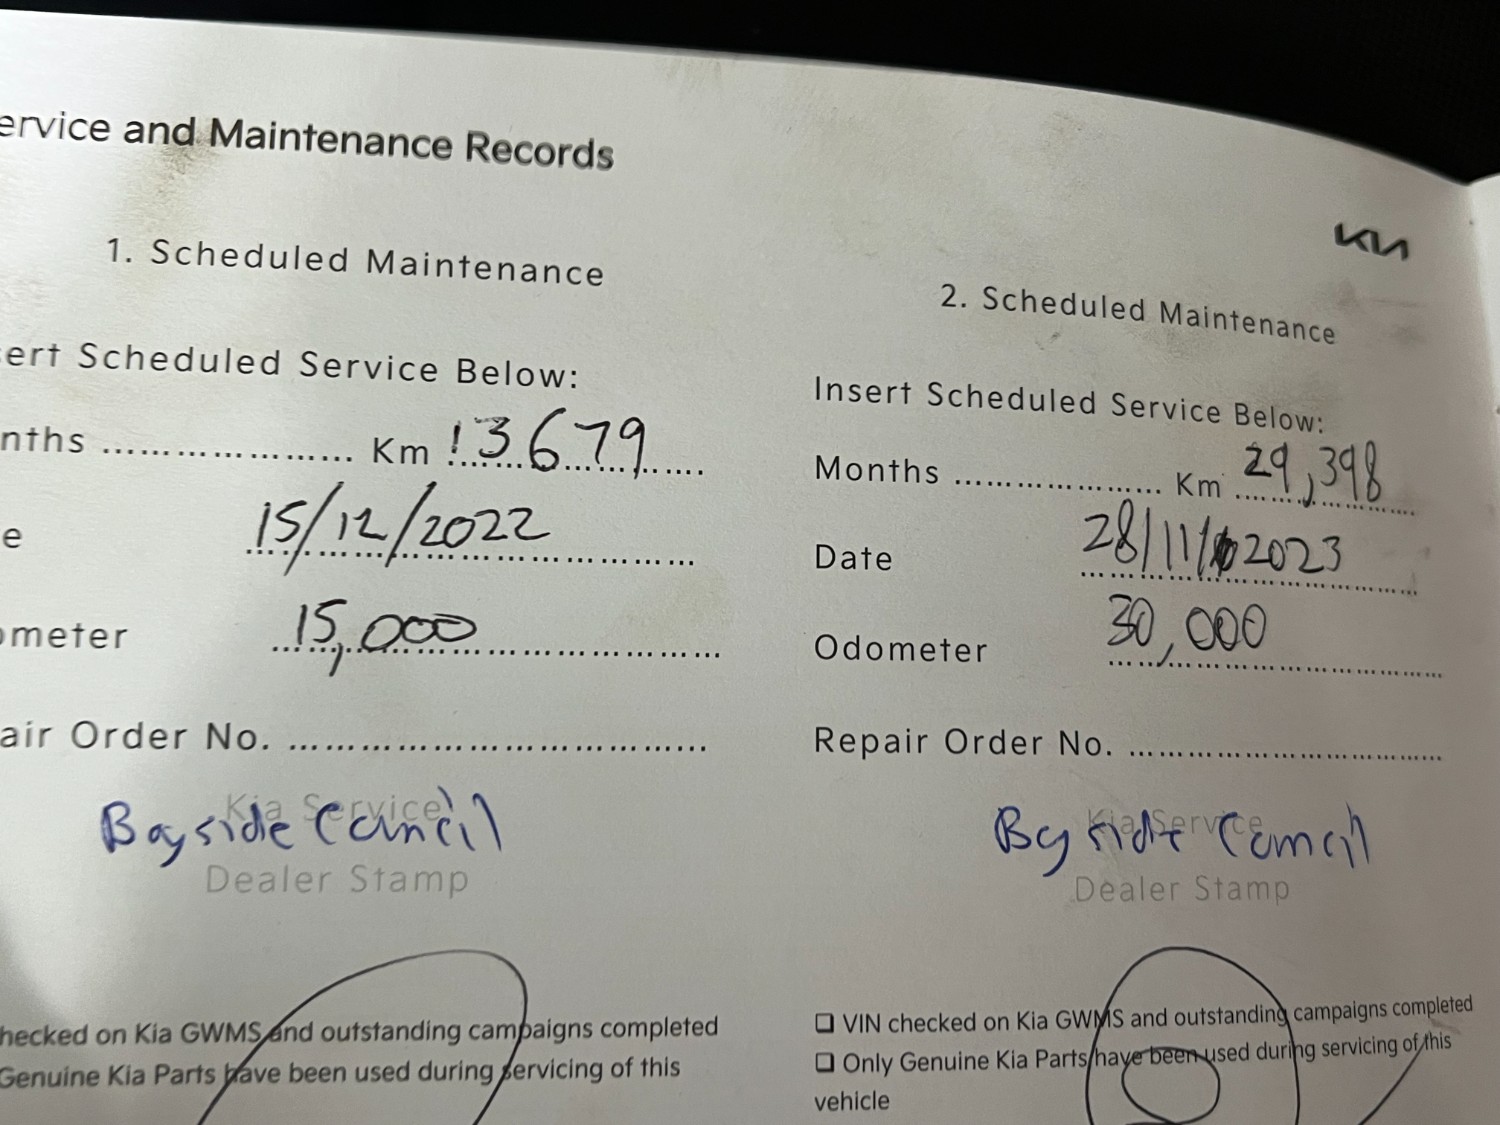 ervice and Maintenance Records
KIA
1. Scheduled Maintenance
ert Scheduled Service Below:
nths .................... Km 13679
e 15/12/2022
ometer 15,000
air Order No. ....................
Kia Service
Bayside Council
Dealer Stamp
hecked on Kia GWMS and outstanding campaigns completed
Genuine Kia Parts have been used during servicing of this
2. Scheduled Maintenance
Insert Scheduled Service Below:
Months .................... Km 29,398
Date 28/11/2023
Odometer 30,000
Repair Order No. ....................
Kia Service
Bayside Council
Dealer Stamp
❑ VIN checked on Kia GWMS and outstanding campaigns completed
❑ Only Genuine Kia Parts have been used during servicing of this
vehicle